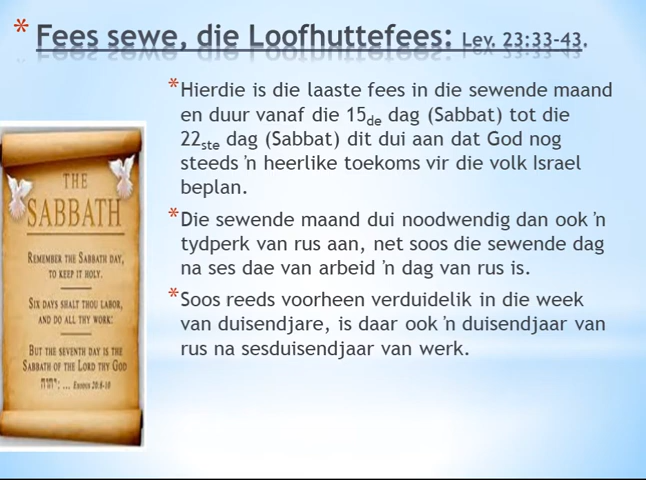 * Fees sewe, die Loofhuttefees: Lev. 23:33-43.
* Hierdie is die laaste fees in die sewende maand
en duur vanaf die 15de dag (Sabbat) tot die
22ste dag (Sabbat) dit dui aan dat God nog
steeds 'n heerlike toekoms vir die volk Israel
beplan.
* Die sewende maand dui noodwendig dan ook 'n
tydperk van rus aan, net soos die sewende dag
na ses dae van arbeid 'n dag van rus is.
* Soos reeds voorheen verduidelik in die week
van duisendjare, is daar ook 'n duisendjaar van
rus na sesduisendjaar van werk.
THE
SABBATH
REMEMBER THE SABBATH DAY,
TO KEEP IT HOLY.
SIX DAYS SHALT THOU LABOR,
AND DO ALL THY WORK:
BUT THE SEVENTH DAY IS THE
SABBATH OF THE LORD THY GOD
... EXODUS 20:8-10